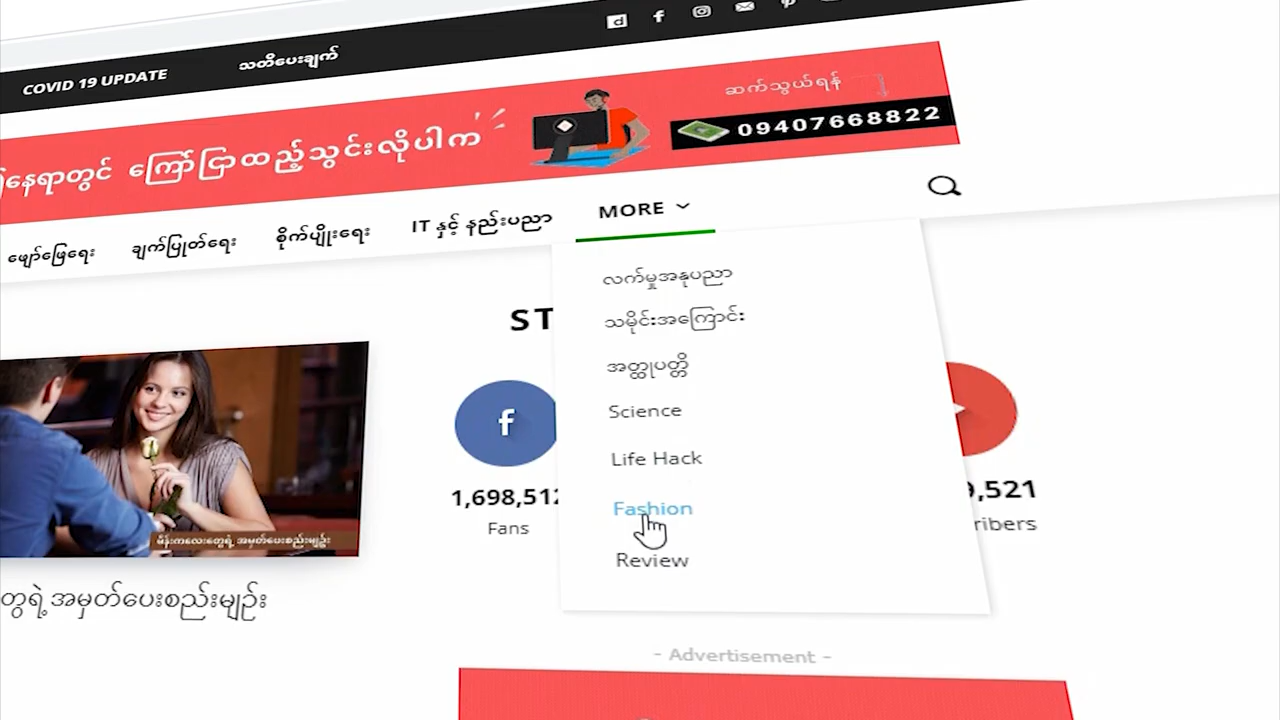 COVID 19 UPDATE
သတိပေးချက်
ဆက်သွယ်ရန်
09407668822
နေရာတွင် ကြော်ငြာထည့်သွင်းလိုပါက
ဖျော်ဖြေရေး
ချက်ပြုတ်ရေး
စိုက်ပျိုးရေး
IT နှင့် နည်းပညာ
MORE
လက်မှုအနုပညာ
သမိုင်းအကြောင်း
အတ္ထုပတ္တိ
Science
Life Hack
Fashion
Review
ST
1,698,512
Fans
9,521
ribers
မိန်းကလေးတွေရဲ့ အမှတ်ပေးစည်းမျဉ်း
တွေရဲ့ အမှတ်ပေးစည်းမျဉ်း
- Advertisement -